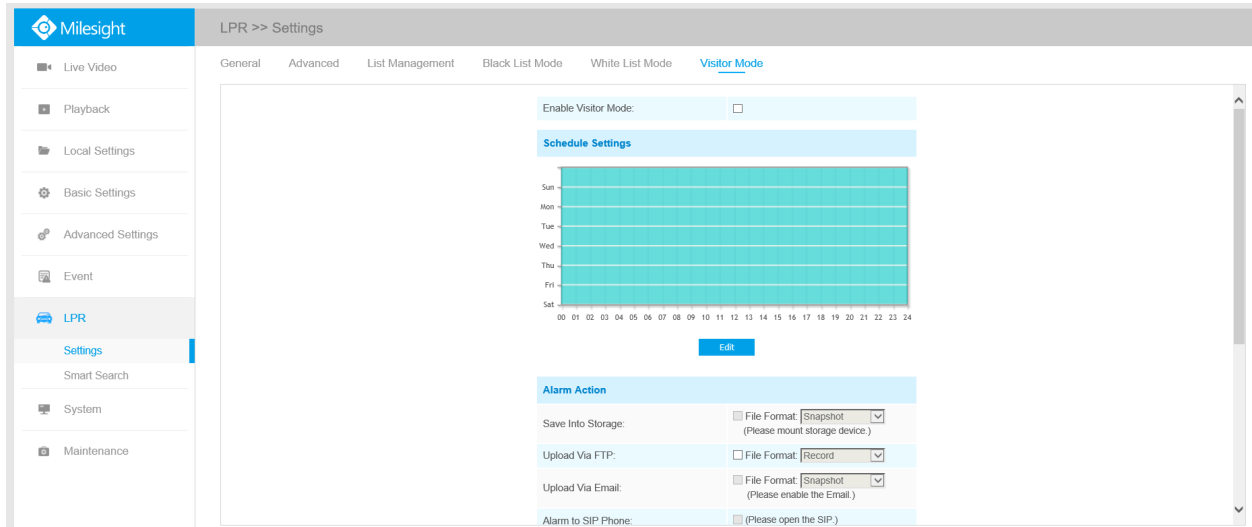 Milesight
LPR >> Settings
Live Video
Playback
Local Settings
Basic Settings
Advanced Settings
Event
LPR
Settings
Smart Search
System
Maintenance
General Advanced List Management Black List Mode White List Mode Visitor Mode
Enable Visitor Mode:
Schedule Settings
Sun
Mon
Tue
Wed
Thu
Fri
Sat
00 01 02 03 04 05 06 07 08 09 10 11 12 13 14 15 16 17 18 19 20 21 22 23 24
Edit
Alarm Action
Save Into Storage: File Format: Snapshot
(Please mount storage device.)
Upload Via FTP: File Format: Record
Upload Via Email: File Format: Snapshot
(Please enable the Email.)
Alarm to SIP Phone: (Please open the SIP.)